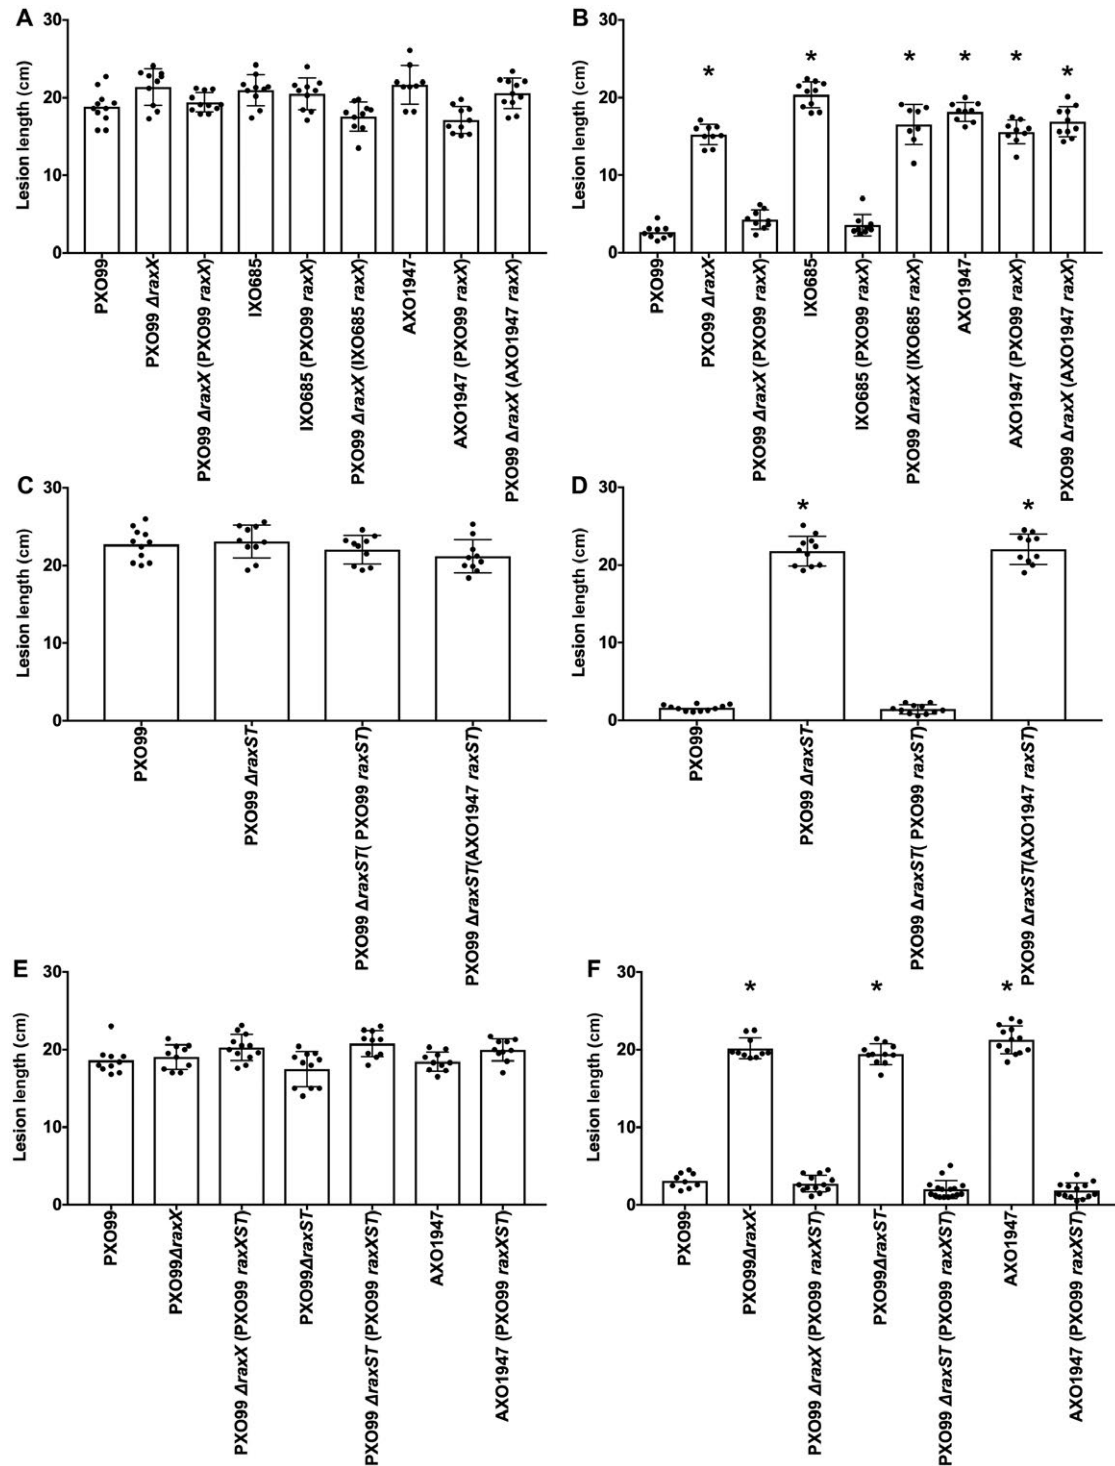 A
Lesion length (cm)
30
20
10
0
PXO99
PXO99 ΔraxX
PXO99 ΔraxX (PXO99 raxX)
IXO685
IXO685 (PXO99 raxX)
PXO99 ΔraxX (IXO685 raxX)
AXO1947
AXO1947 (PXO99 raxX)
PXO99 ΔraxX (AXO1947 raxX)
B
Lesion length (cm)
30
20
10
0
* * * * * *
PXO99
PXO99 ΔraxX
PXO99 ΔraxX (PXO99 raxX)
IXO685
IXO685 (PXO99 raxX)
PXO99 ΔraxX (IXO685 raxX)
AXO1947
AXO1947 (PXO99 raxX)
PXO99 ΔraxX (AXO1947 raxX)
C
Lesion length (cm)
30
20
10
0
PXO99
PXO99 ΔraxST
PXO99 ΔraxST( PXO99 raxST)
PXO99 ΔraxST(AXO1947 raxST)
D
Lesion length (cm)
30
20
10
0
* *
PXO99
PXO99 ΔraxST
PXO99 ΔraxST( PXO99 raxST)
PXO99 ΔraxST(AXO1947 raxST)
E
Lesion length (cm)
30
20
10
0
PXO99
PXO99ΔraxX
PXO99 ΔraxX (PXO99 raxXST)
PXO99ΔraxST
PXO99 ΔraxST (PXO99 raxXST)
AXO1947
AXO1947 (PXO99 raxXST)
F
Lesion length (cm)
30
20
10
0
* * *
PXO99
PXO99ΔraxX
PXO99 ΔraxX (PXO99 raxXST)
PXO99ΔraxST
PXO99 ΔraxST (PXO99 raxXST)
AXO1947
AXO1947 (PXO99 raxXST)